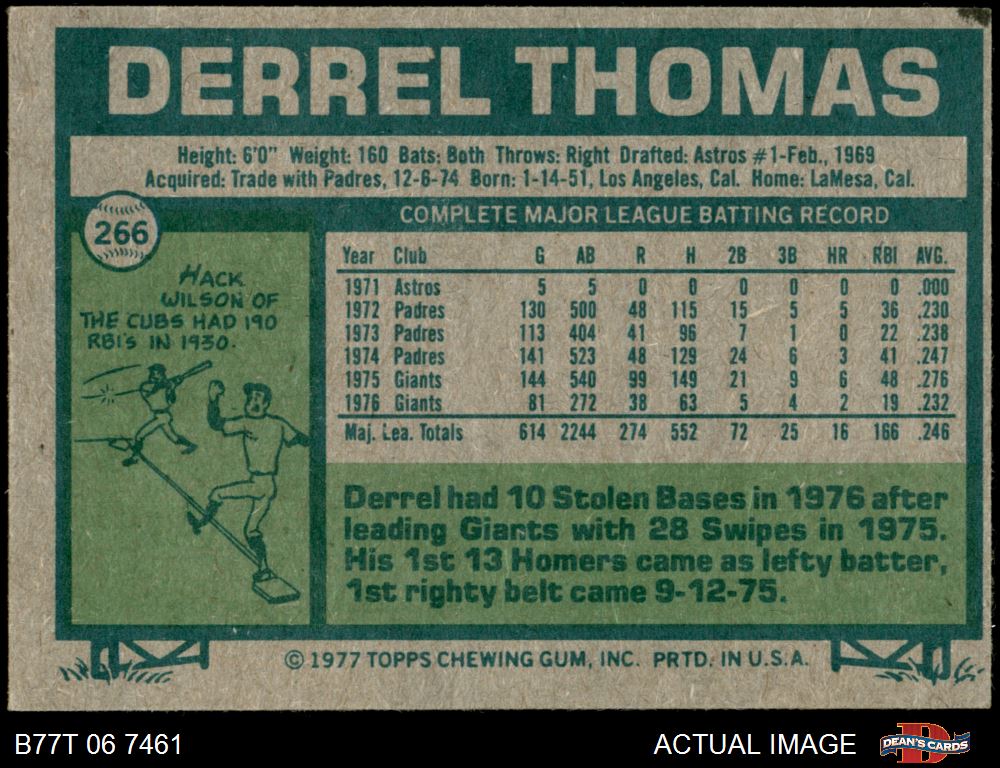 DERREL THOMAS
Height: 6'0" Weight: 160 Bats: Both Throws: Right Drafted: Astros #1-Feb., 1969
Acquired: Trade with Padres, 12-6-74 Born: 1-14-51, Los Angeles, Cal. Home: LaMesa, Cal.
266
HACK
WILSON OF
THE CUBS HAD 190
RBI'S IN 1930.
COMPLETE MAJOR LEAGUE BATTING RECORD
Year Club G AB R H 2B 3B HR RBI AVG.
1971 Astros 5 5 0 0 0 0 0 0 .000
1972 Padres 130 500 48 115 15 5 5 36 .230
1973 Padres 113 404 41 96 7 1 0 22 .238
1974 Padres 141 523 48 129 24 6 3 41 .247
1975 Giants 144 540 99 149 21 9 6 48 .276
1976 Giants 81 272 38 63 5 4 2 19 .232
Maj. Lea. Totals 614 2244 274 552 72 25 16 166 .246
Derrel had 10 Stolen Bases in 1976 after
leading Giants with 28 Swipes in 1975.
His 1st 13 Homers came as lefty batter,
1st righty belt came 9-12-75.
© 1977 TOPPS CHEWING GUM, INC. PRTD. IN U.S.A.
B77T 06 7461
ACTUAL IMAGE
DEAN'S CARDS